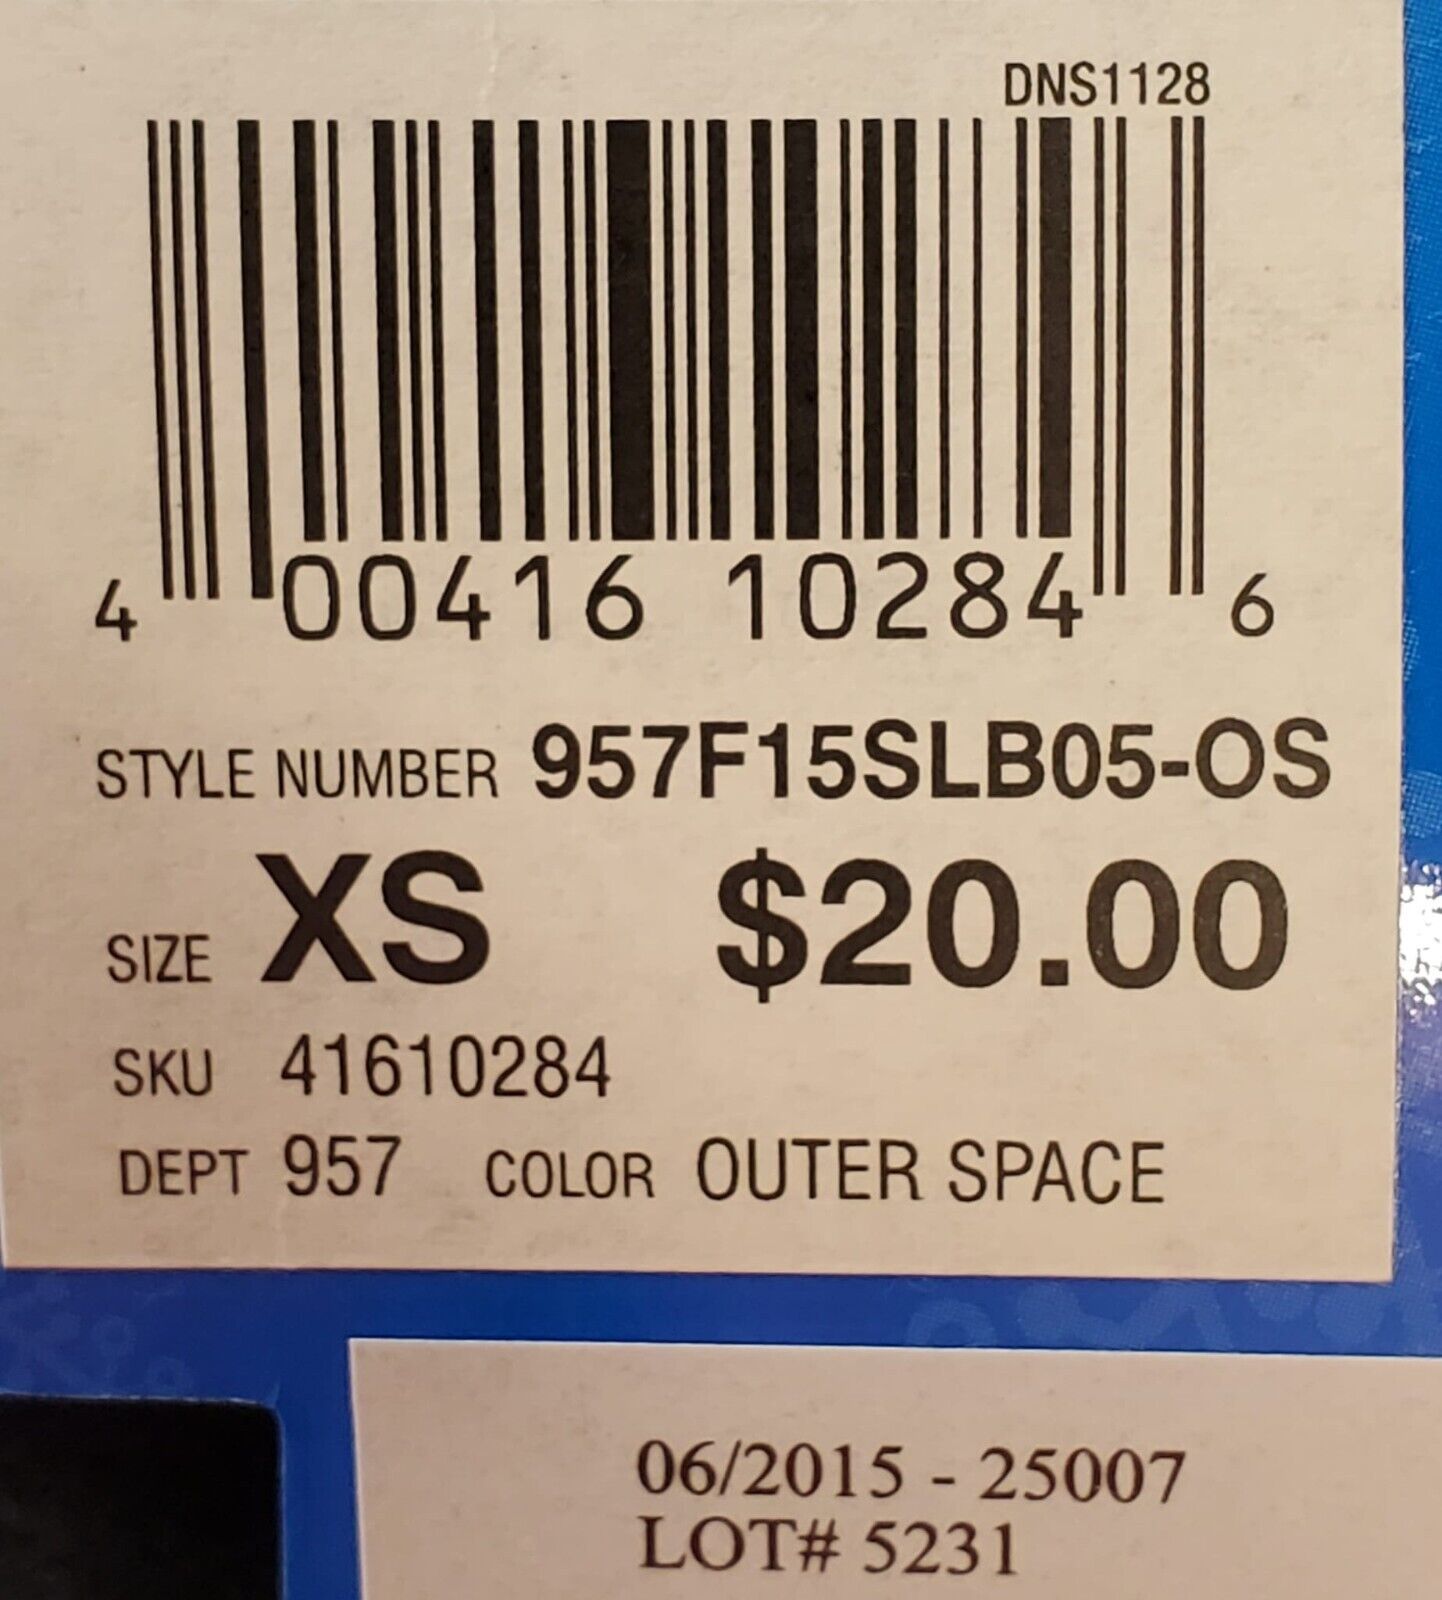 DNS1128
4 00416 10284 6
STYLE NUMBER 957F15SLB05-OS
SIZE XS $20.00
SKU 41610284
DEPT 957 COLOR OUTER SPACE
06/2015 - 25007
LOT# 5231